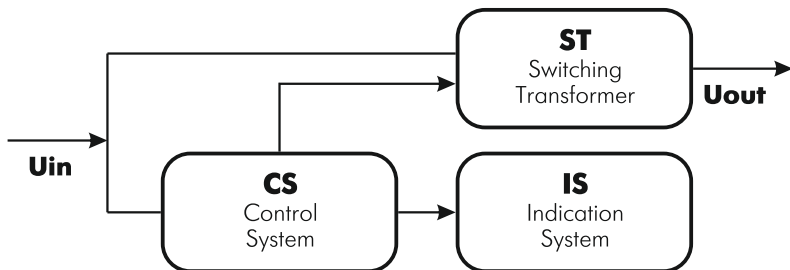 ST
Switching
Transformer
Uout
Uin
CS
Control
System
IS
Indication
System